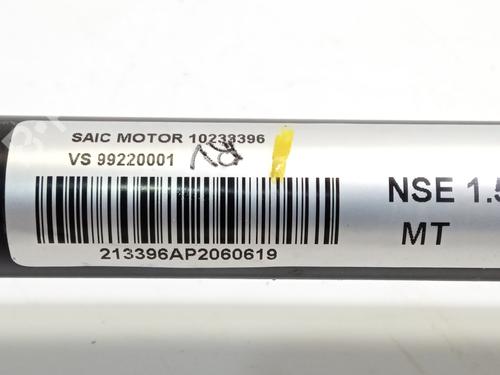 SAIC MOTOR 10233396
VS 99220001
213396AP2060619
NSE 1.5
MT